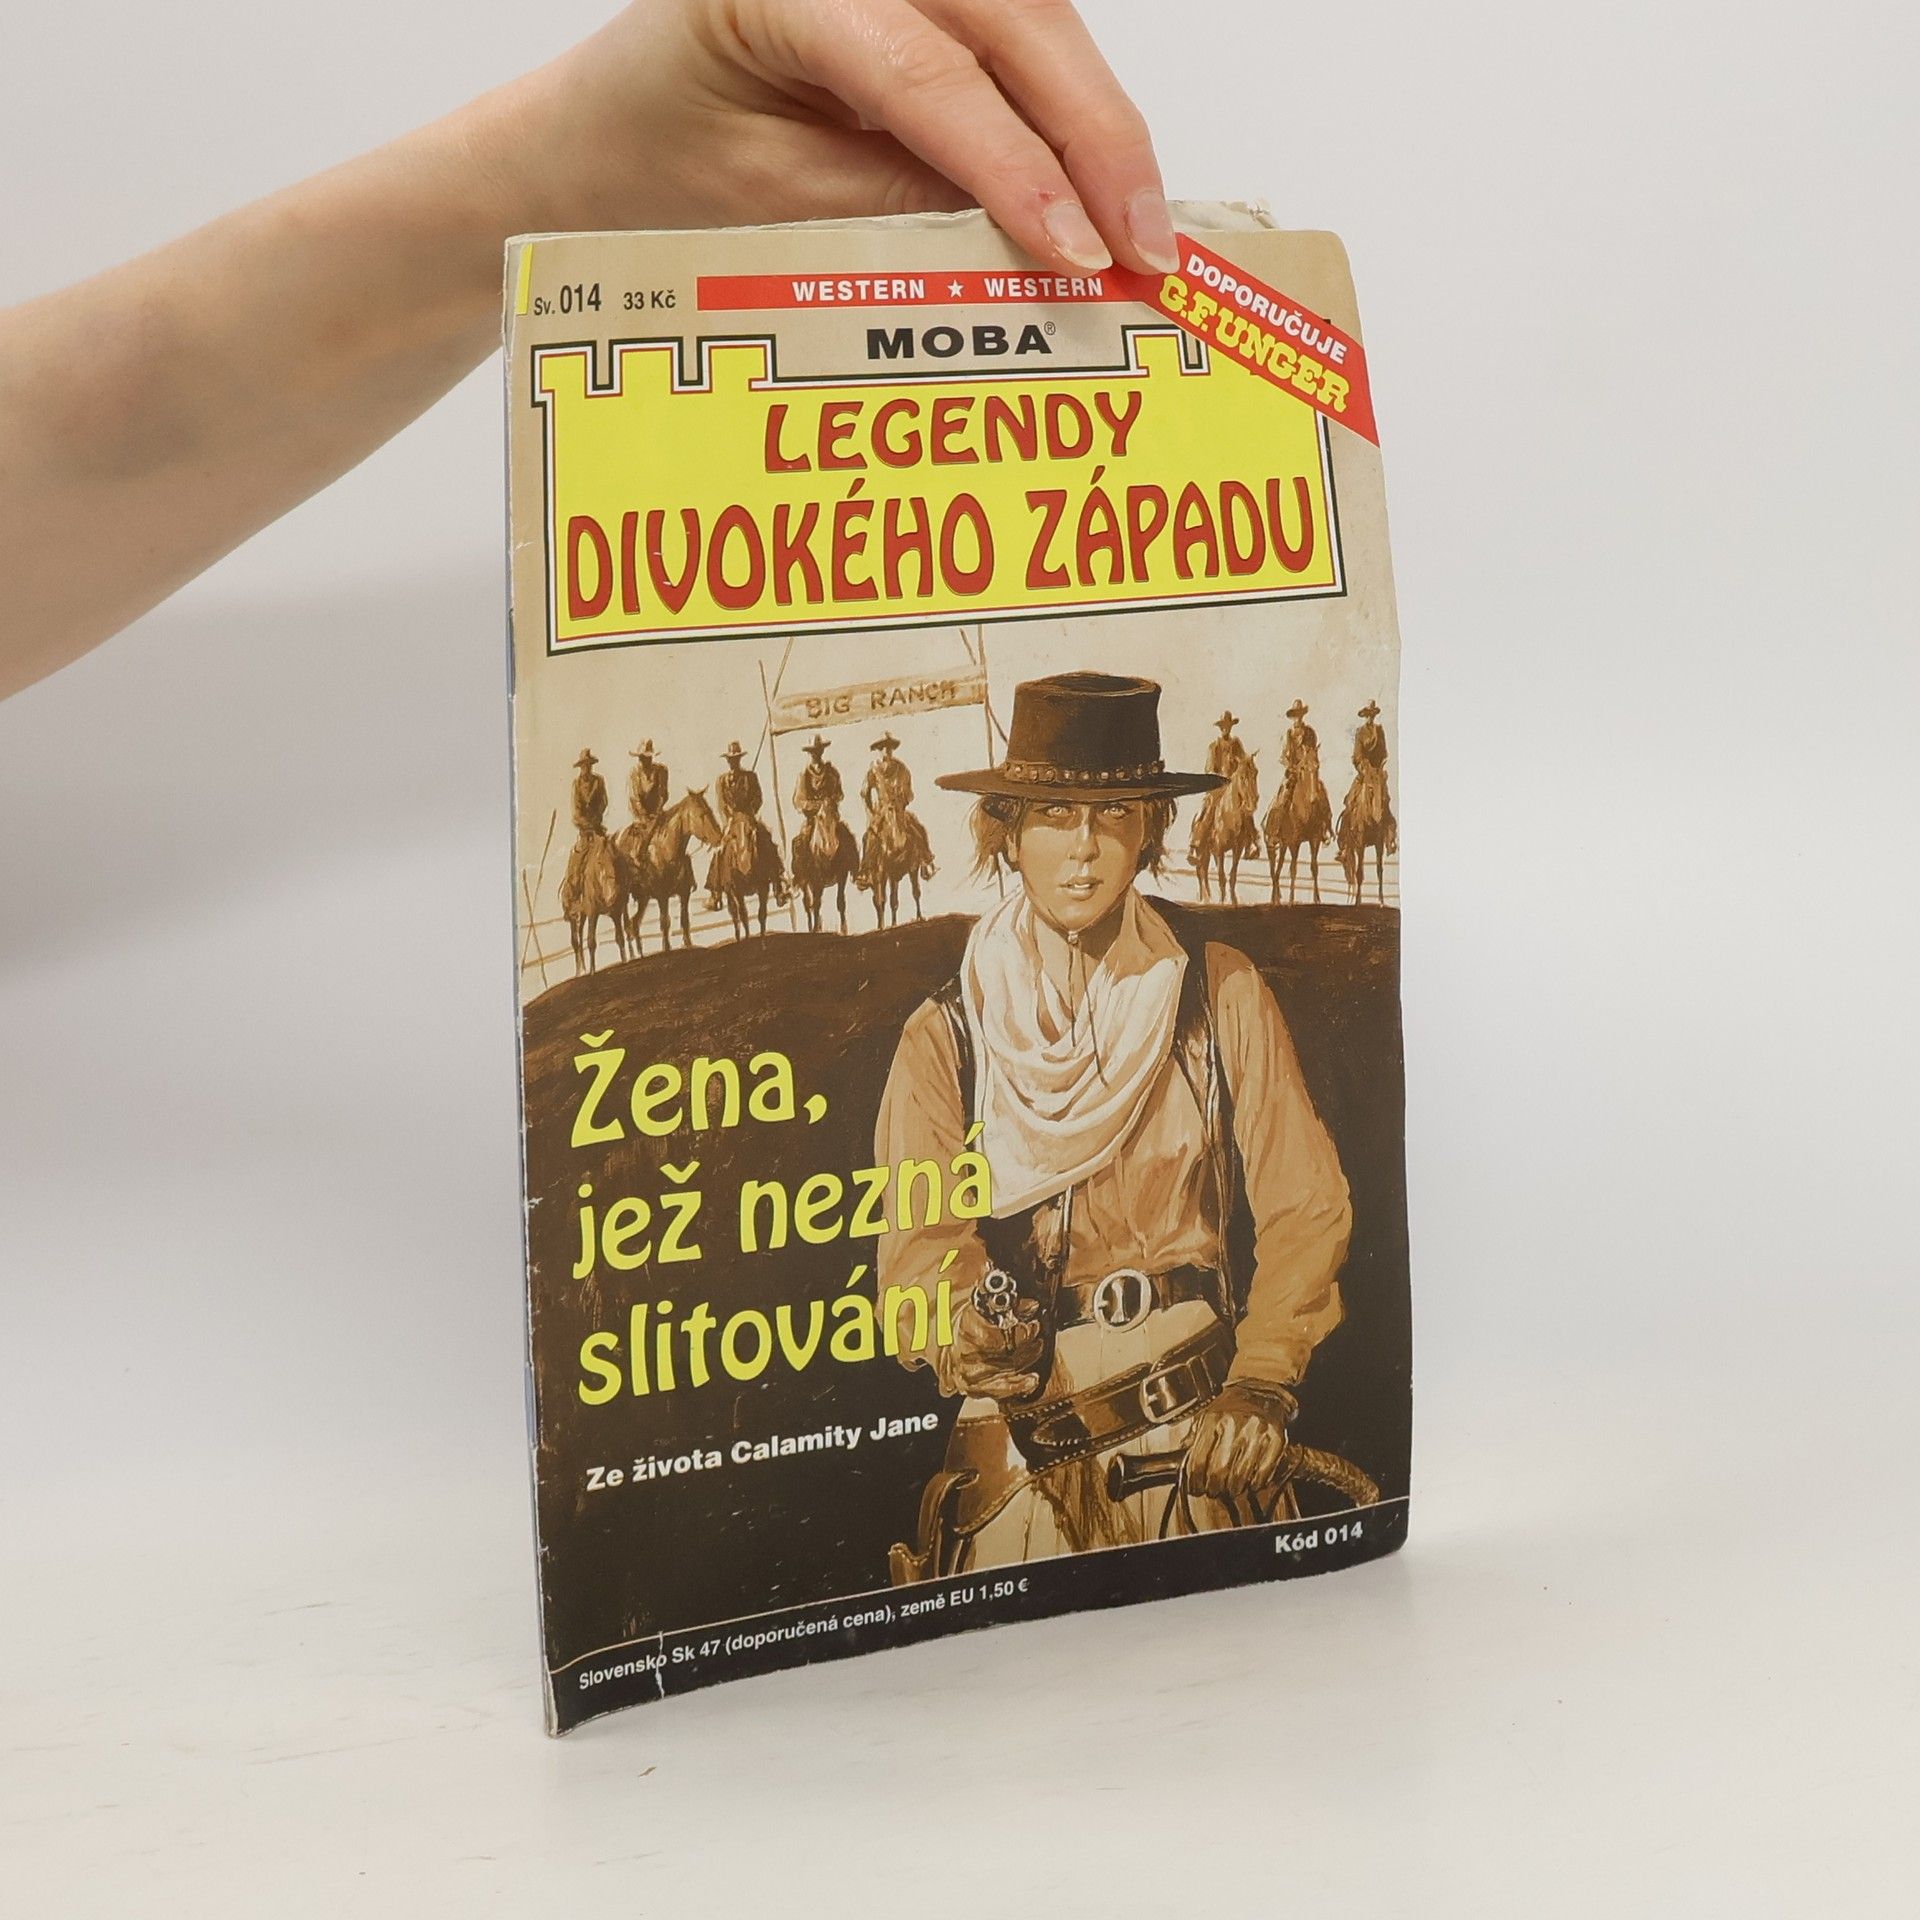 Sv. 014 33 Kč
WESTERN ★ WESTERN
DOPORUČUJE
G.F. UNGER
MOBA®
LEGENDY
DIVOKÉHO ZÁPADU
BIG RANCH
Žena,
jež nezná
slitování
Ze života Calamity Jane
Kód 014
Slovensko Sk 47 (doporučená cena), země EU 1,50 €